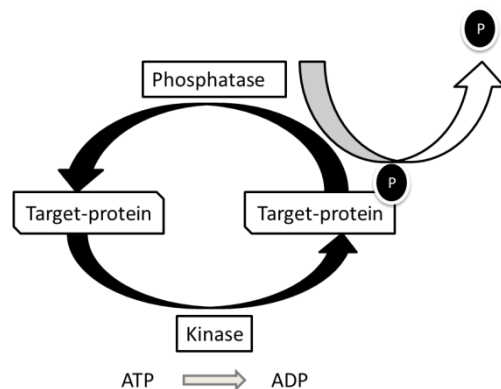 P
Phosphatase
P
Target-protein
Target-protein
Kinase
ATP
ADP